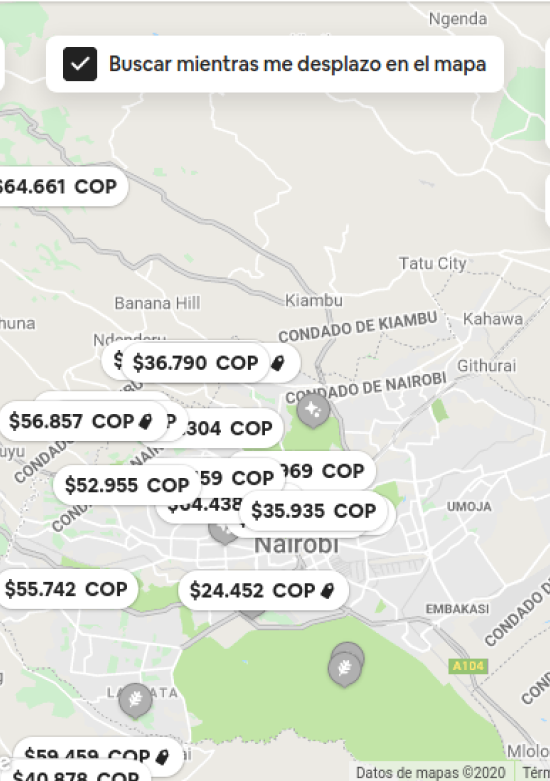 Ngenda
Buscar mientras me desplazo en el mapa
$64.661 COP
Tatu City
Banana Hill
Kiambu
CONDADO DE KIAMBU
Kahawa
$36.790 COP
Githurai
CONDADO DE NAIROBI
$56.857 COP
304 COP
969 COP
59 COP
$52.955 COP
$35.935 COP
UMOJA
Nairobi
$55.742 COP
$24.452 COP
EMBAKASI
CONDADO D
A104
$59.459 COP
$40.878 COP
Datos de mapas ©2020